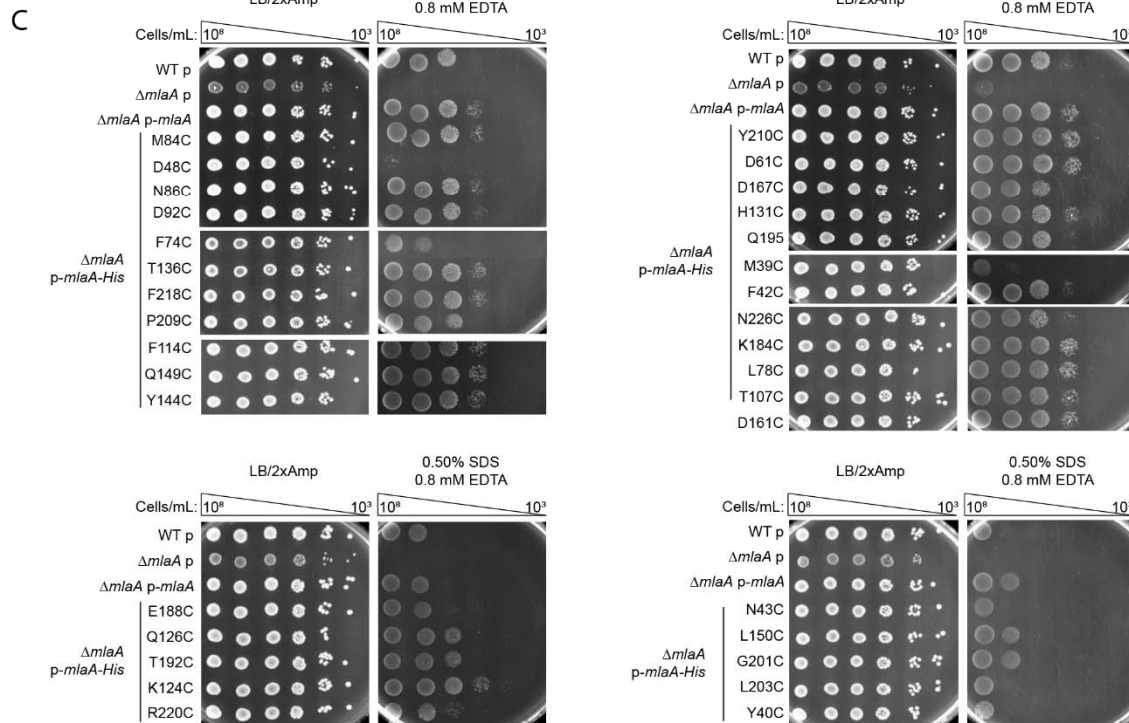 C
LB/2xAmp
0.8 mM EDTA
Cells/mL: 10⁸ 10³ 10⁸ 10³
WT p
ΔmlaA p
ΔmlaA p-mlaA
M84C
D48C
N86C
D92C
F74C
T136C
F218C
P209C
F114C
Q149C
Y144C
ΔmlaA
p-mlaA-His
LB/2xAmp
0.8 mM EDTA
Cells/mL: 10⁸ 10³ 10⁸ 10³
WT p
ΔmlaA p
ΔmlaA p-mlaA
Y210C
D61C
D167C
H131C
Q195
M39C
F42C
N226C
K184C
L78C
T107C
D161C
ΔmlaA
p-mlaA-His
LB/2xAmp
0.50% SDS
0.8 mM EDTA
Cells/mL: 10⁸ 10³ 10⁸ 10³
WT p
ΔmlaA p
ΔmlaA p-mlaA
E188C
Q126C
T192C
K124C
R220C
ΔmlaA
p-mlaA-His
LB/2xAmp
0.50% SDS
0.8 mM EDTA
Cells/mL: 10⁸ 10³ 10⁸ 10³
WT p
ΔmlaA p
ΔmlaA p-mlaA
N43C
L150C
G201C
L203C
Y40C
ΔmlaA
p-mlaA-His